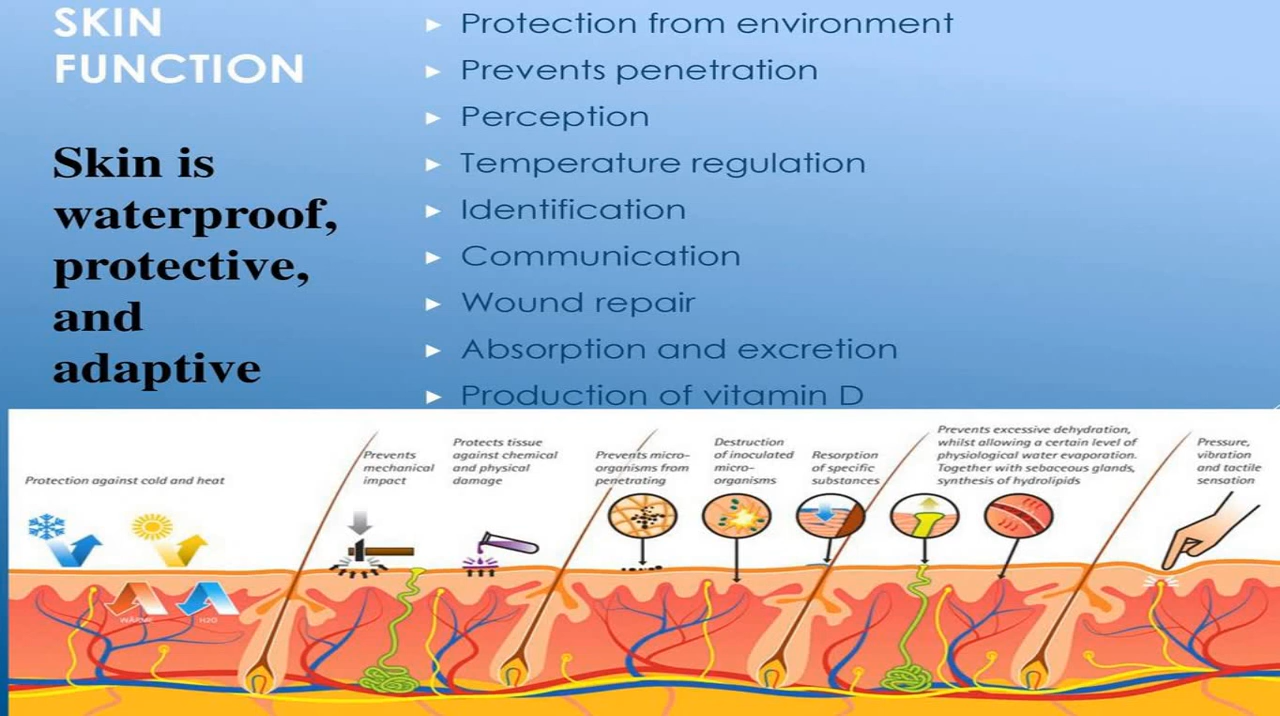 SKIN
FUNCTION
Skin is
waterproof,
protective,
and
adaptive
Protection from environment
Prevents penetration
Perception
Temperature regulation
Identification
Communication
Wound repair
Absorption and excretion
Production of vitamin D
Protection against cold and heat
Prevents
mechanical
impact
Protects tissue
against chemical
and physical
damage
Prevents micro-
organisms from
penetrating
Destruction
of inoculated
micro-
organisms
Resorption
of specific
substances
Prevents excessive dehydration,
whilst allowing a certain level of
physiological water evaporation.
Together with sebaceous glands,
synthesis of hydrolipids
Pressure,
vibration
and tactile
sensation
WÄRME
H2O